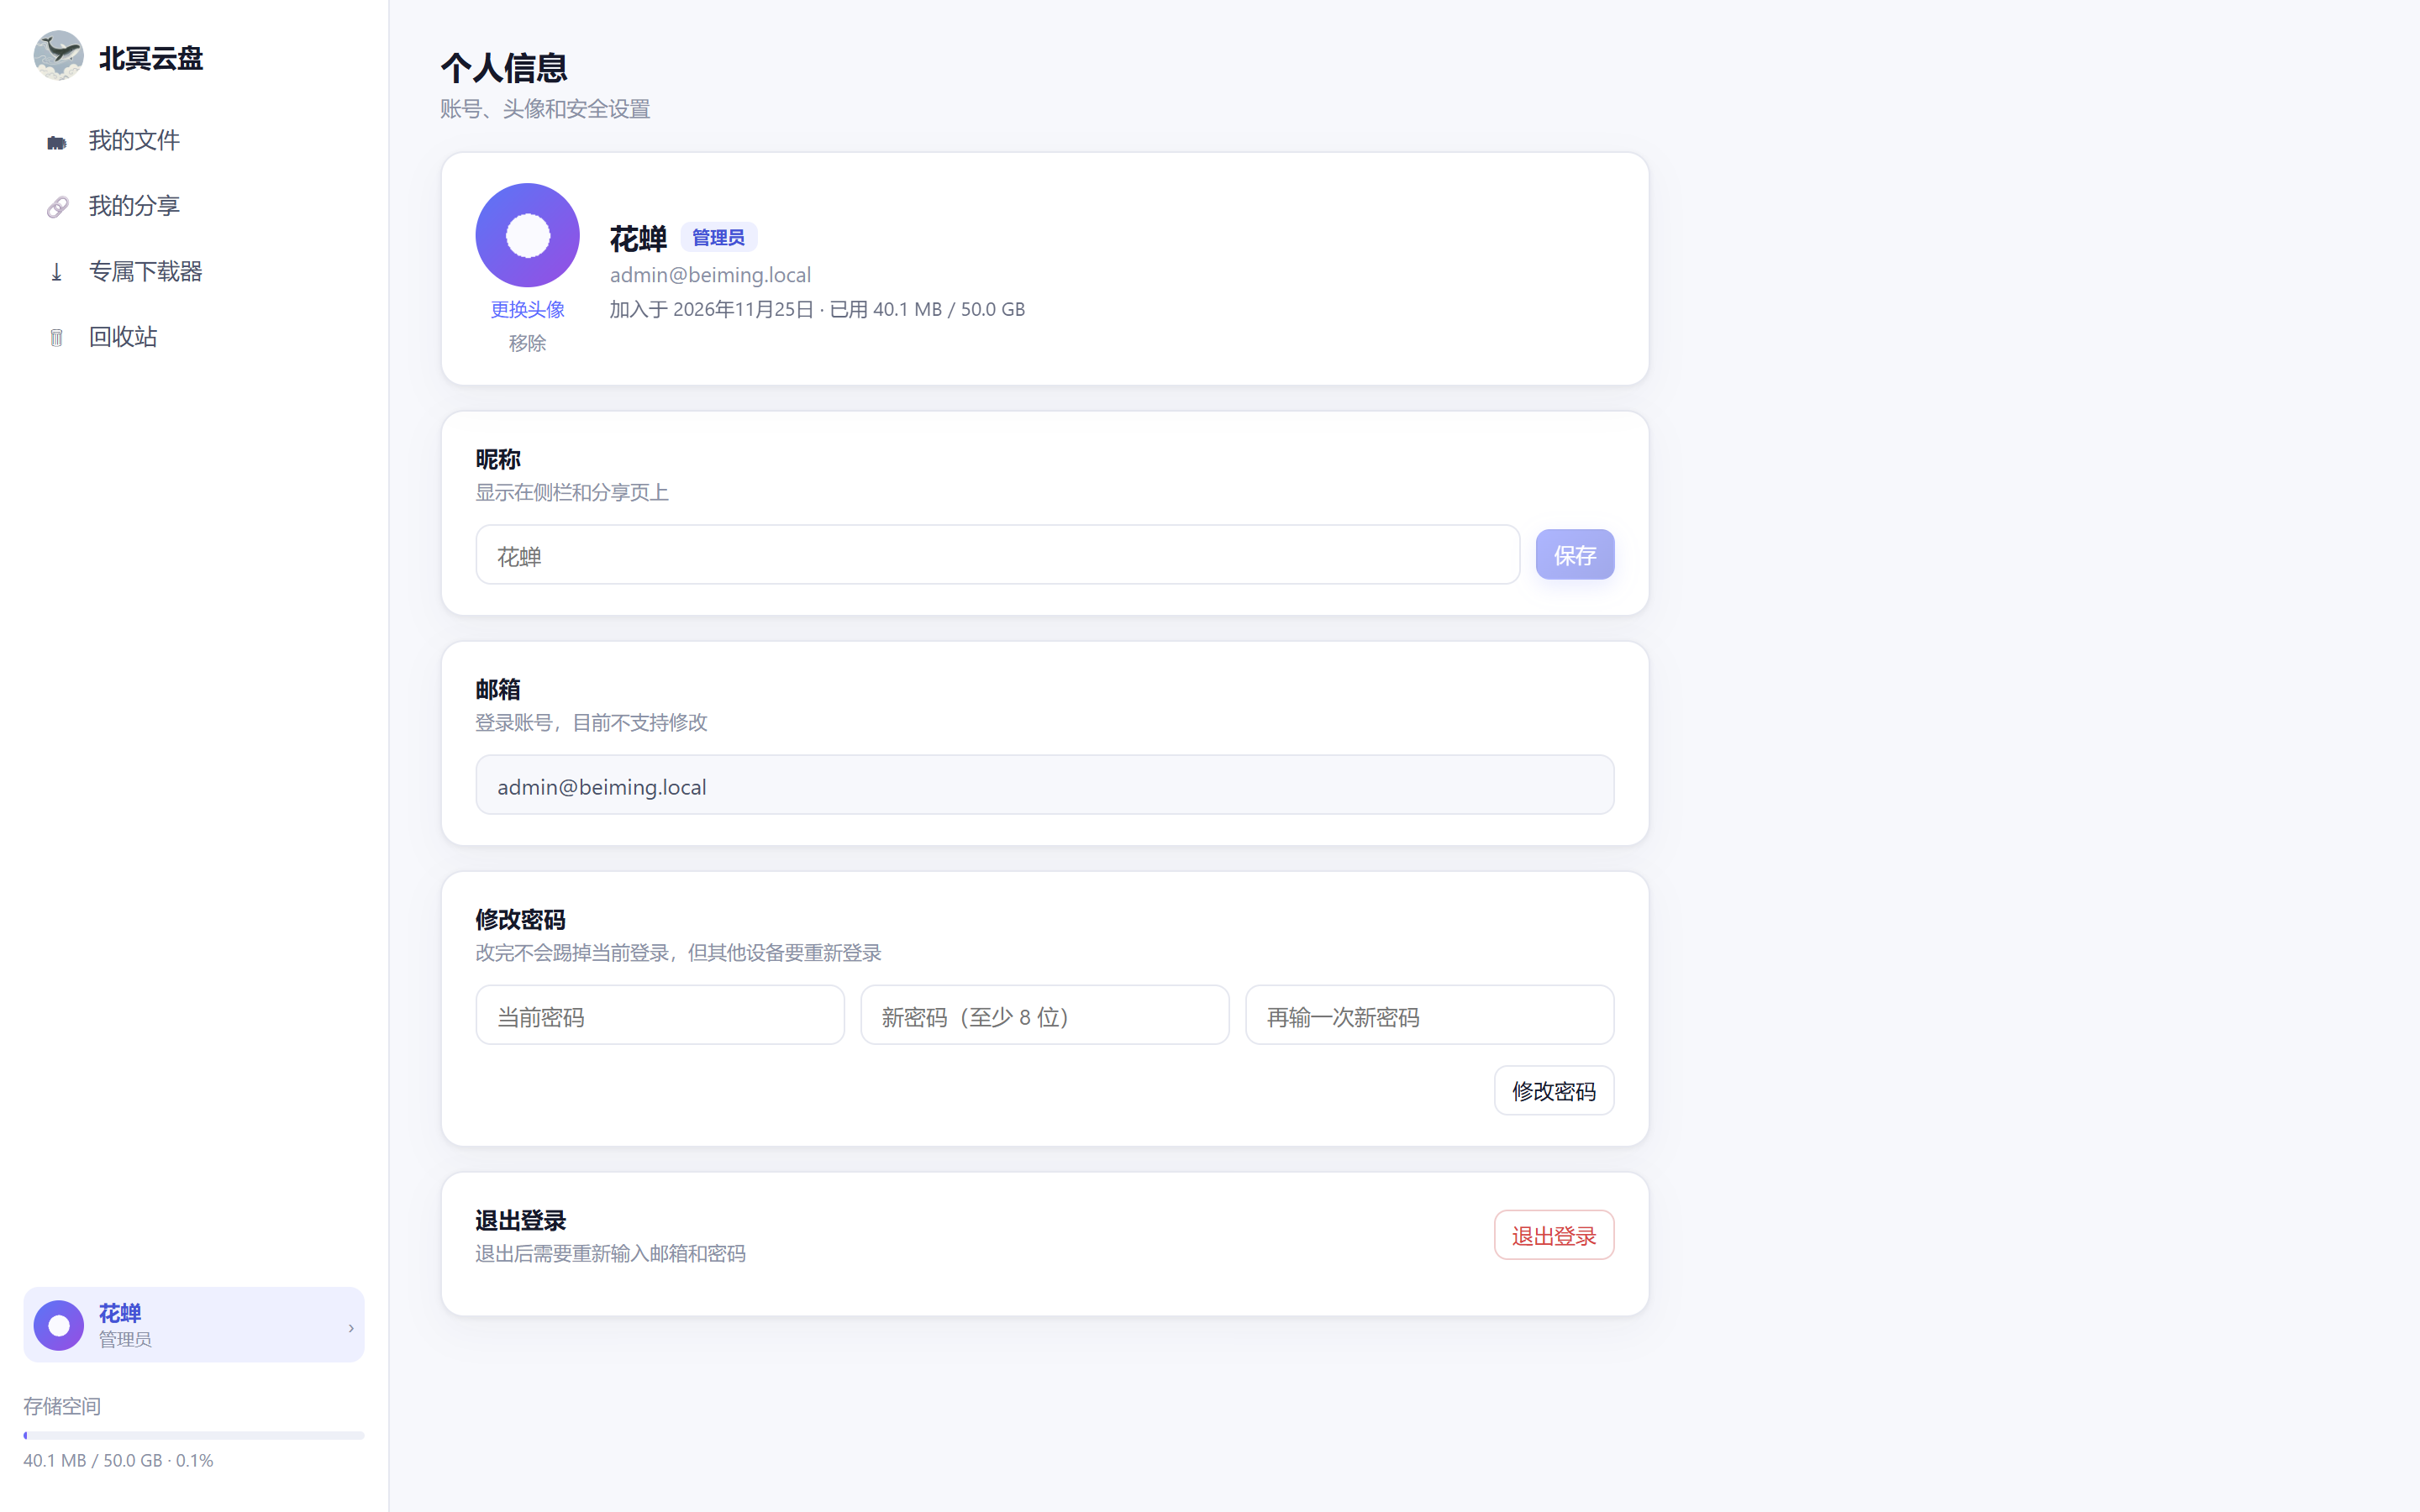 北冥云盘
我的文件
我的分享
专属下载器
回收站
花蝉
管理员
存储空间
40.1 MB / 50.0 GB · 0.1%
个人信息
账号、头像和安全设置
花蝉 管理员
admin@beiming.local
加入于 2026年11月25日 · 已用 40.1 MB / 50.0 GB
更换头像
移除
昵称
显示在侧栏和分享页上
花蝉
保存
邮箱
登录账号，目前不支持修改
admin@beiming.local
修改密码
改完不会踢掉当前登录，但其他设备要重新登录
当前密码
新密码（至少 8 位）
再输一次新密码
修改密码
退出登录
退出后需要重新输入邮箱和密码
退出登录